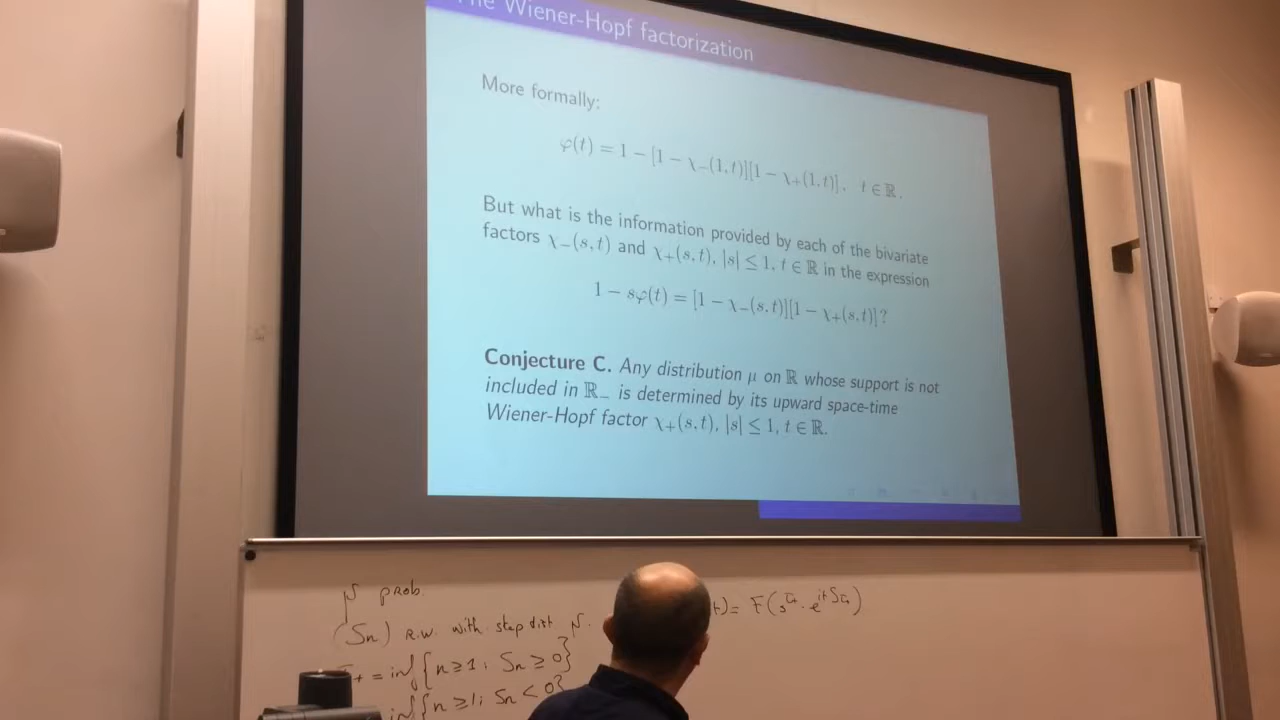 The Wiener-Hopf factorization
More formally:
φ(t) = 1 − [1 − χ₋(1, t)][1 − χ₊(1, t)], t ∈ ℝ.
But what is the information provided by each of the bivariate
factors χ₋(s, t) and χ₊(s, t), |s| ≤ 1, t ∈ ℝ in the expression
1 − sφ(t) = [1 − χ₋(s, t)][1 − χ₊(s, t)]?
Conjecture C. Any distribution μ on ℝ whose support is not
included in ℝ₋ is determined by its upward space-time
Wiener-Hopf factor χ₊(s, t), |s| ≤ 1, t ∈ ℝ.
μ prob.
(Sn) R.W. with step dist μ.
t) = E(s^τ₊ · e^{it Sτ₊})
₊ = inf{n ≥ 1; Sn ≥ 0}
inf{n ≥ 1; Sn < 0}